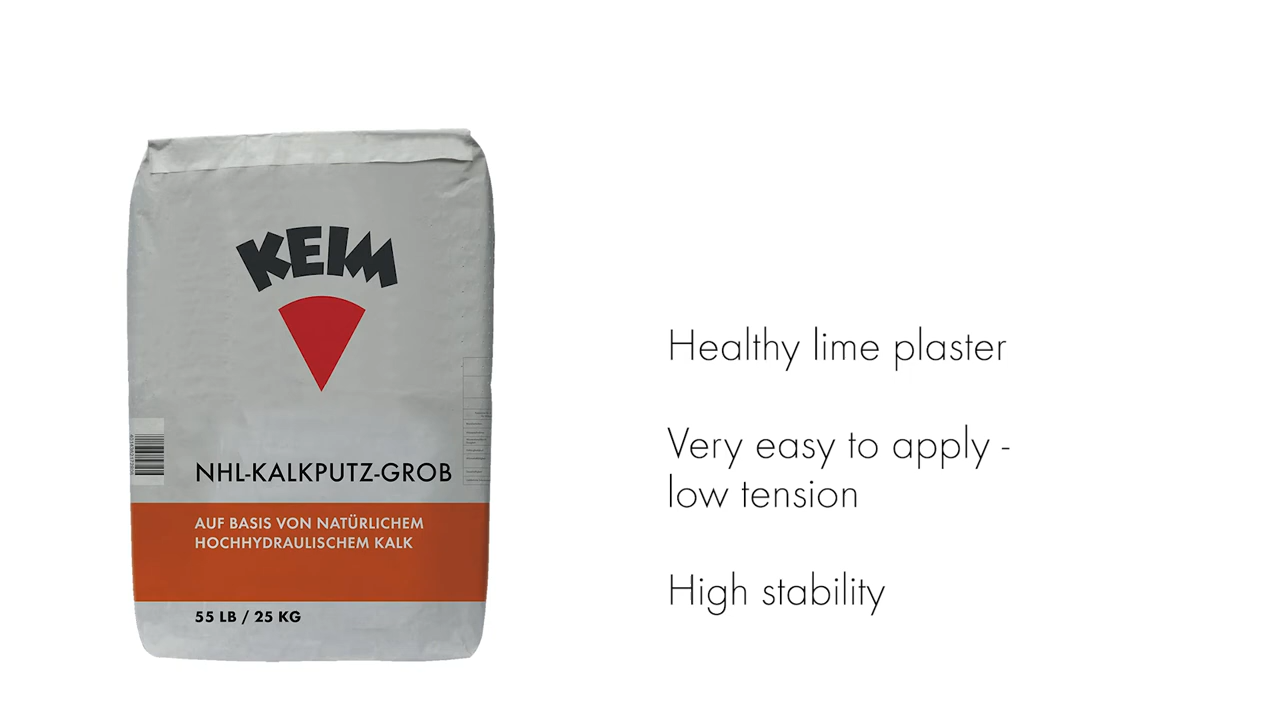 KEIM
NHL-KALKPUTZ-GROB
AUF BASIS VON NATÜRLICHEM
HOCHHYDRAULISCHEM KALK
55 LB / 25 KG
Healthy lime plaster
Very easy to apply -
low tension
High stability